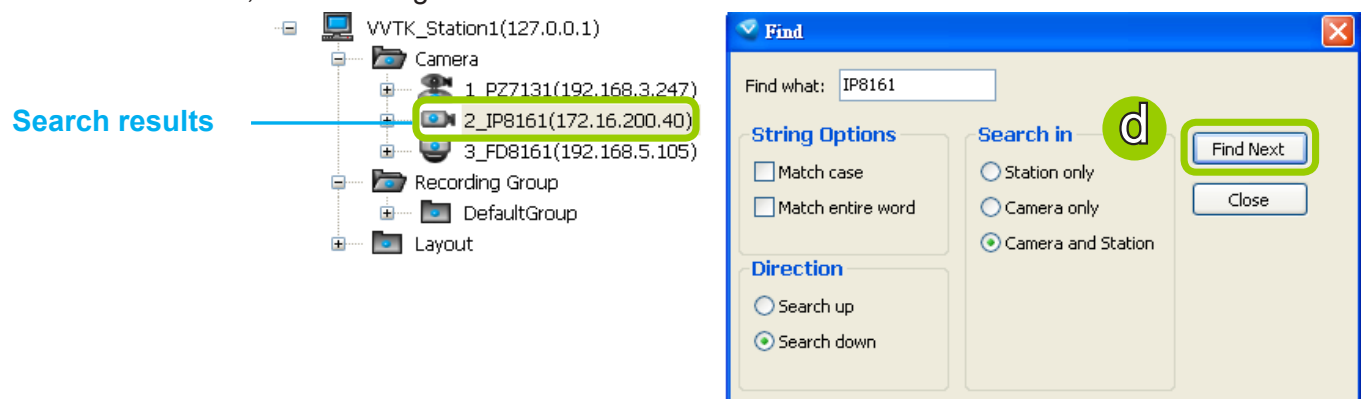 VVTK_Station1(127.0.0.1)
Camera
1_PZ7131(192.168.3.247)
Search results
2_IP8161(172.16.200.40)
3_FD8161(192.168.5.105)
Recording Group
DefaultGroup
Layout
Find
Find what: IP8161
String Options
Match case
Match entire word
Direction
Search up
Search down
Search in
Station only
Camera only
Camera and Station
d
Find Next
Close